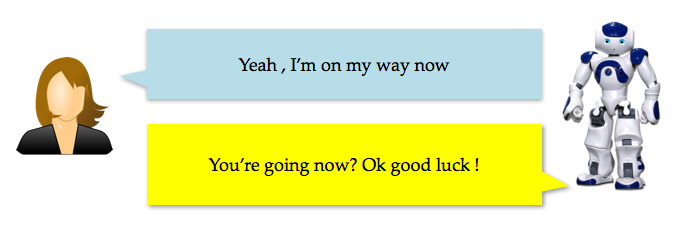 Yeah , I’m on my way now
You’re going now? Ok good luck !